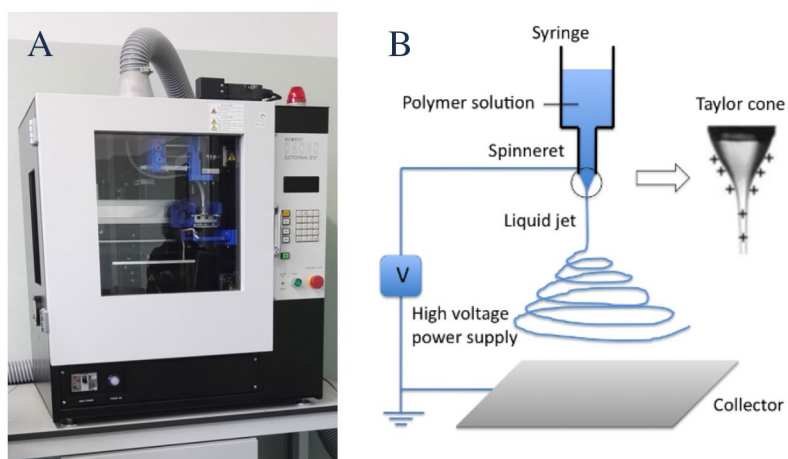 A
B
Syringe
Polymer solution
Spinneret
Taylor cone
Liquid jet
V
High voltage
power supply
Collector